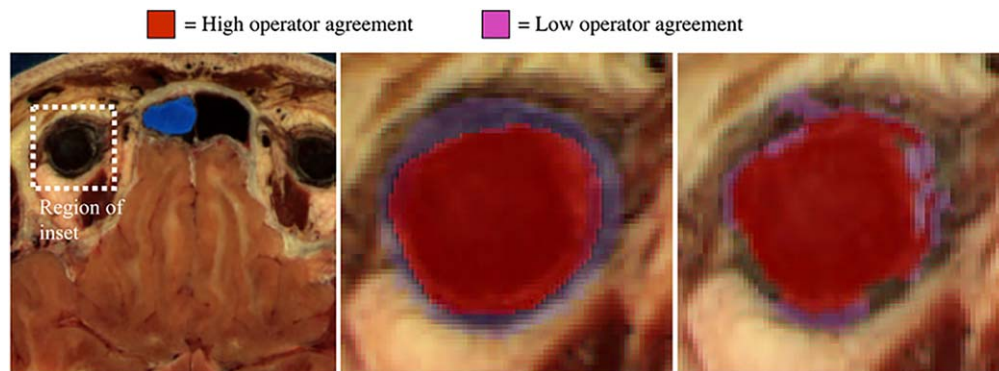 = High operator agreement
= Low operator agreement
Region of
inset